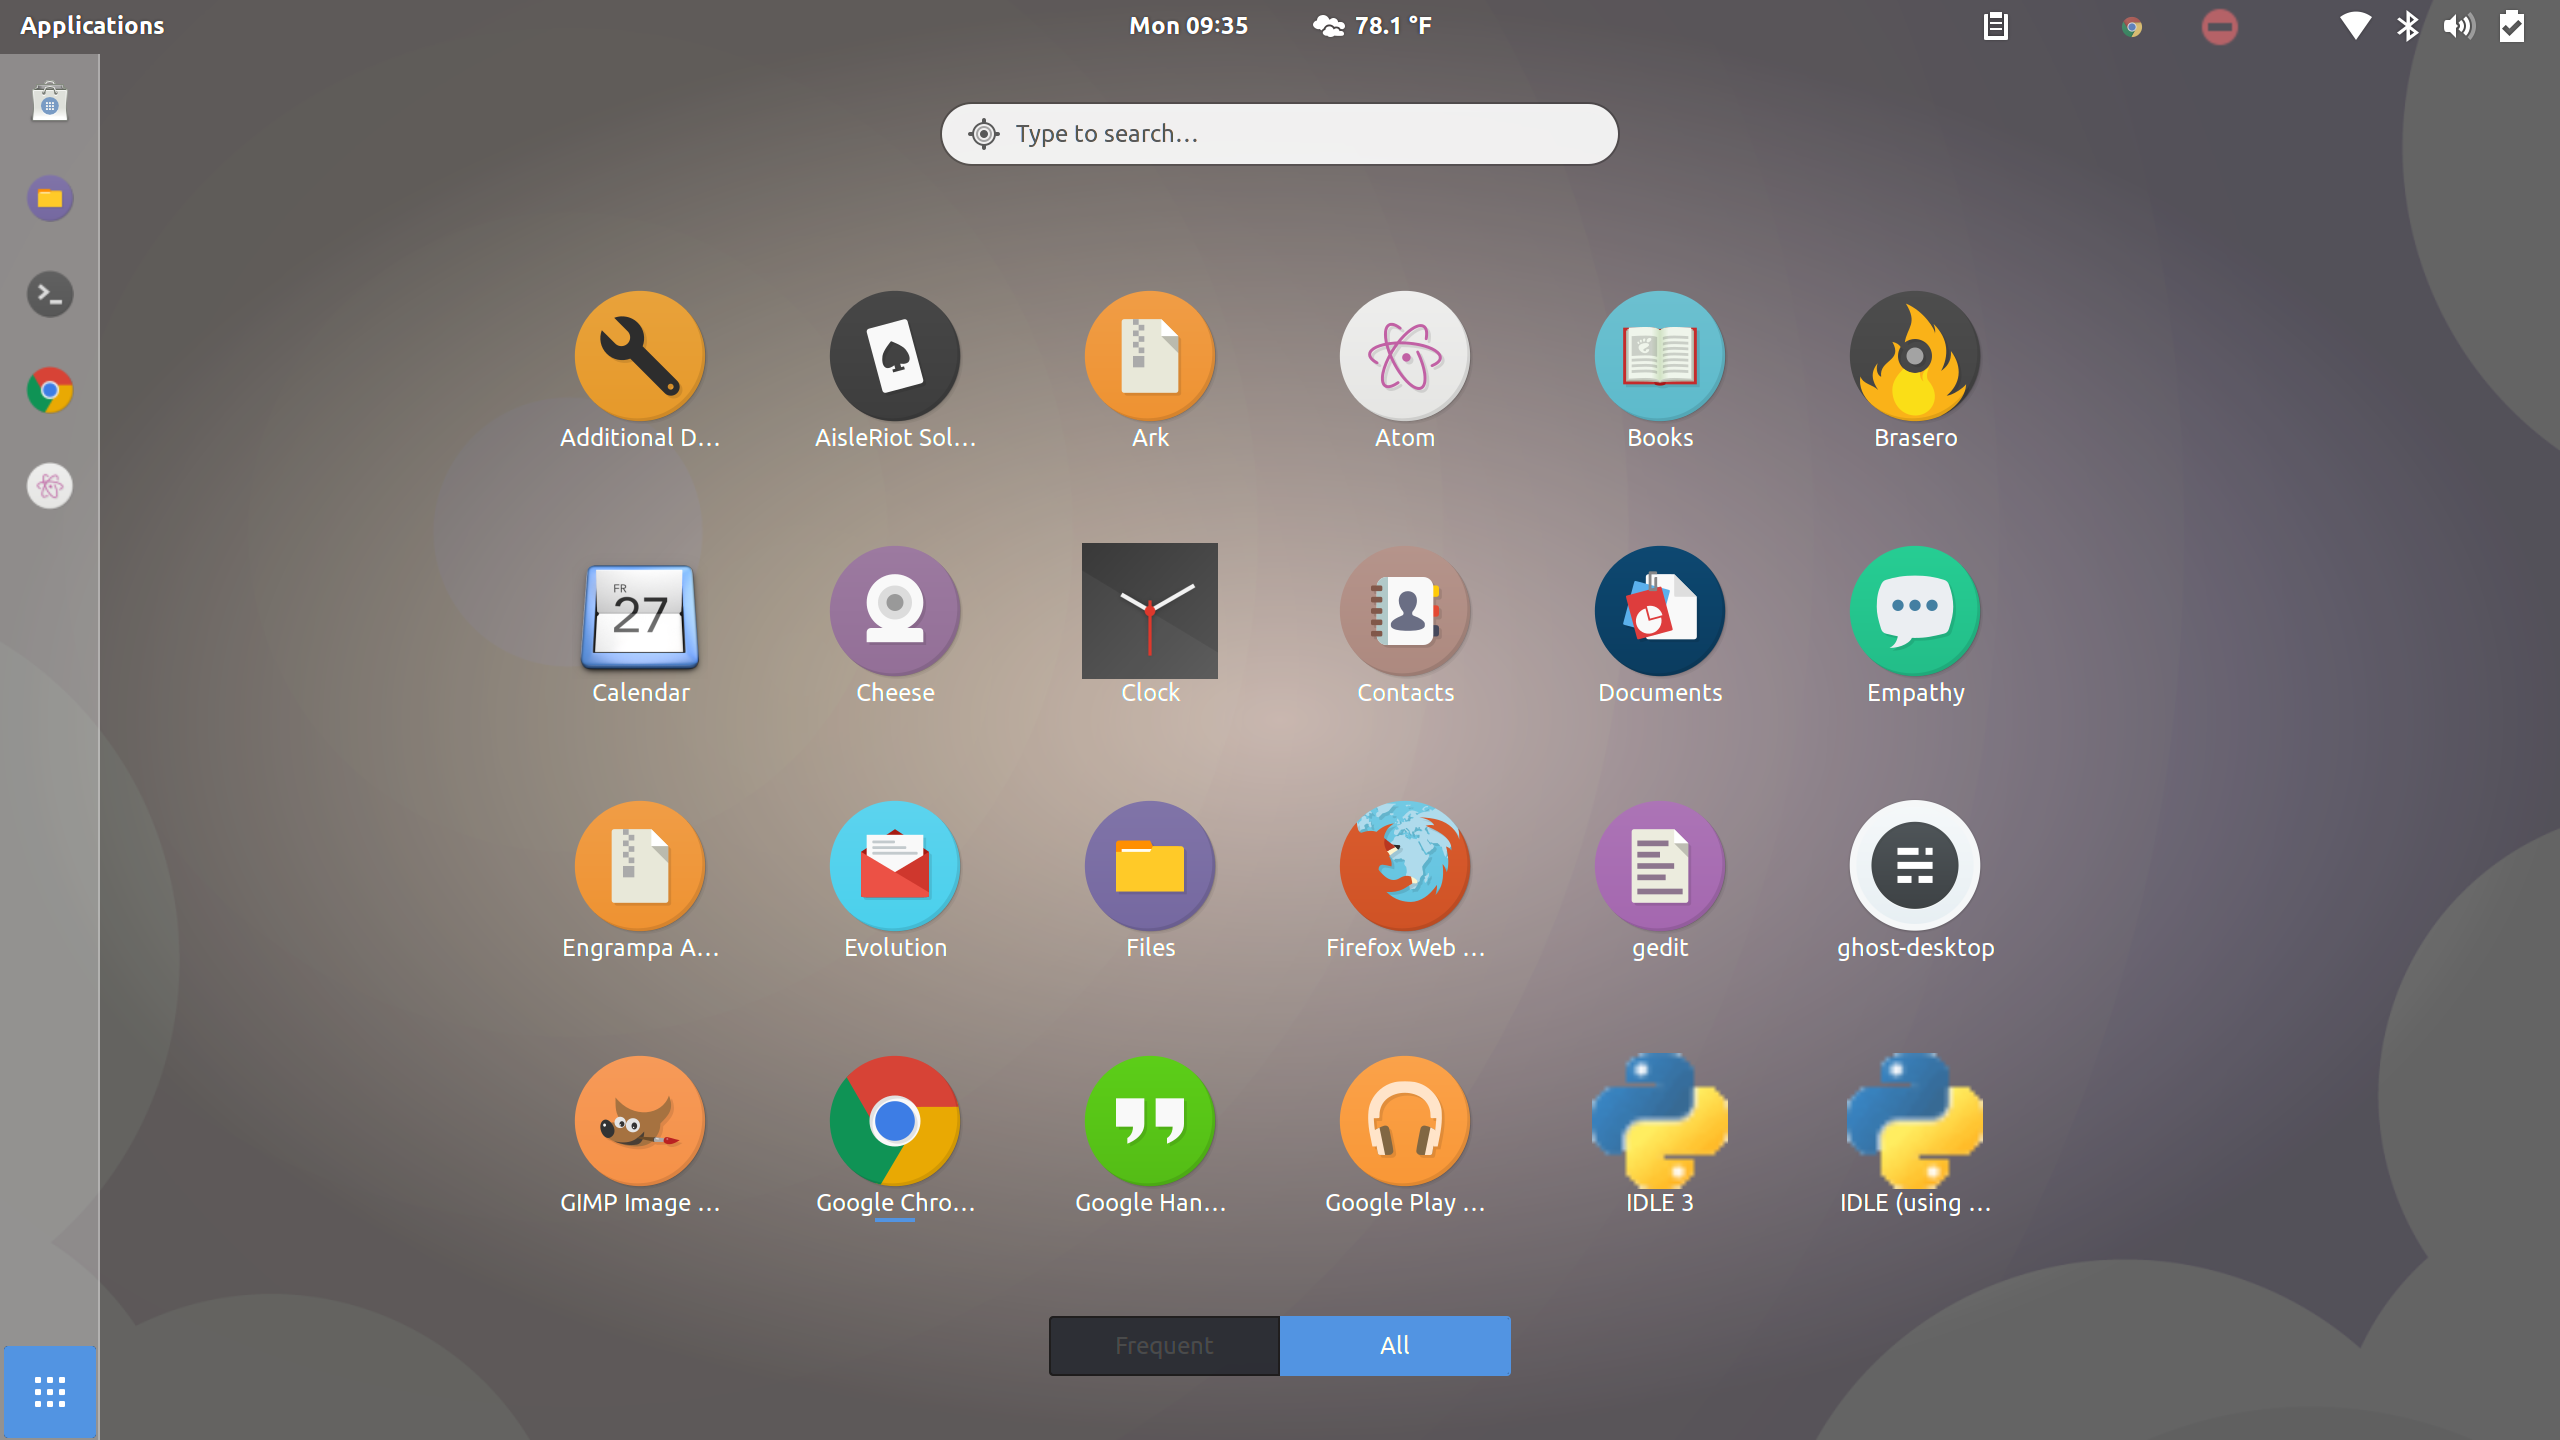 Applications
Mon 09:35
78.1 °F
Type to search…
Additional D…
AisleRiot Sol…
Ark
Atom
Books
Brasero
FR
27
Calendar
Cheese
Clock
Contacts
Documents
Empathy
Engrampa A…
Evolution
Files
Firefox Web …
gedit
ghost-desktop
GIMP Image …
Google Chro…
Google Han…
Google Play …
IDLE 3
IDLE (using …
Frequent
All